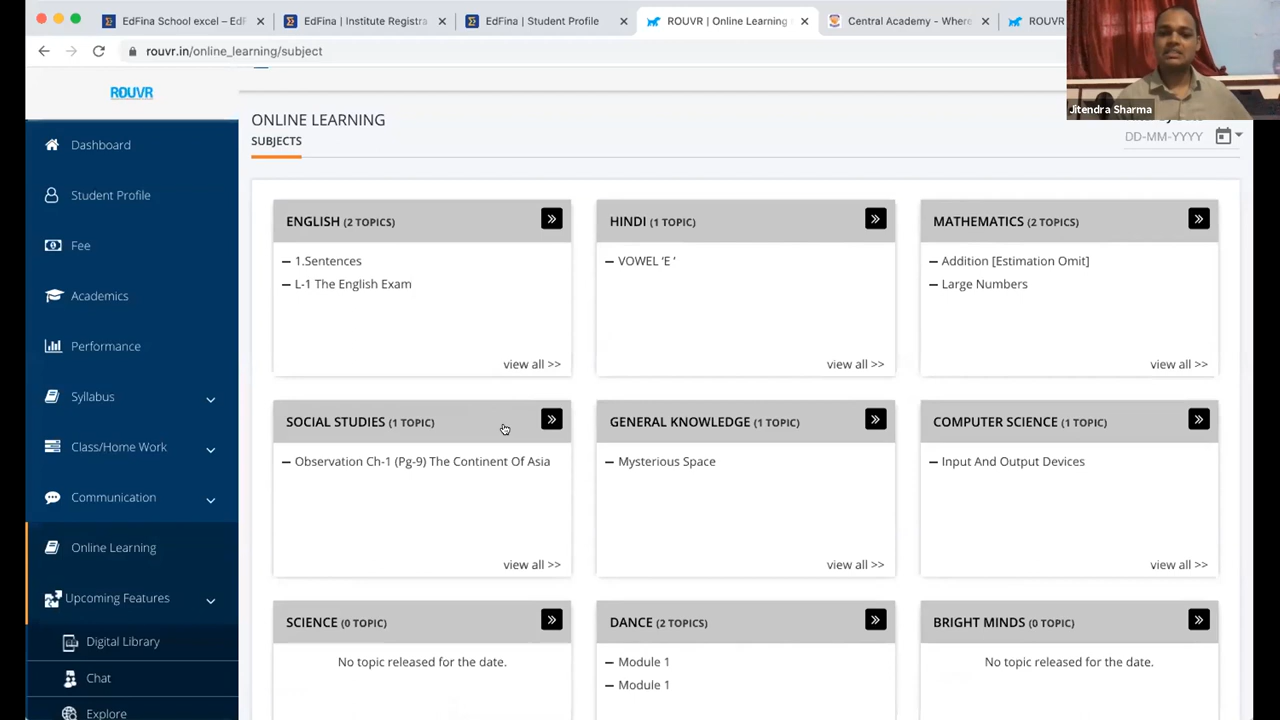 EdFina School excel – EdF
EdFina | Institute Registra
EdFina | Student Profile
ROUVR | Online Learning
Central Academy - Where
ROUVR
rouvr.in/online_learning/subject
Jitendra Sharma
ROUVR
Dashboard
Student Profile
Fee
Academics
Performance
Syllabus
Class/Home Work
Communication
Online Learning
Upcoming Features
Digital Library
Chat
Explore
ONLINE LEARNING
SUBJECTS
DD-MM-YYYY
ENGLISH (2 TOPICS)
1.Sentences
L-1 The English Exam
view all >>
HINDI (1 TOPIC)
VOWEL 'E '
view all >>
MATHEMATICS (2 TOPICS)
Addition [Estimation Omit]
Large Numbers
view all >>
SOCIAL STUDIES (1 TOPIC)
Observation Ch-1 (Pg-9) The Continent Of Asia
view all >>
GENERAL KNOWLEDGE (1 TOPIC)
Mysterious Space
view all >>
COMPUTER SCIENCE (1 TOPIC)
Input And Output Devices
view all >>
SCIENCE (0 TOPIC)
No topic released for the date.
DANCE (2 TOPICS)
Module 1
Module 1
BRIGHT MINDS (0 TOPIC)
No topic released for the date.